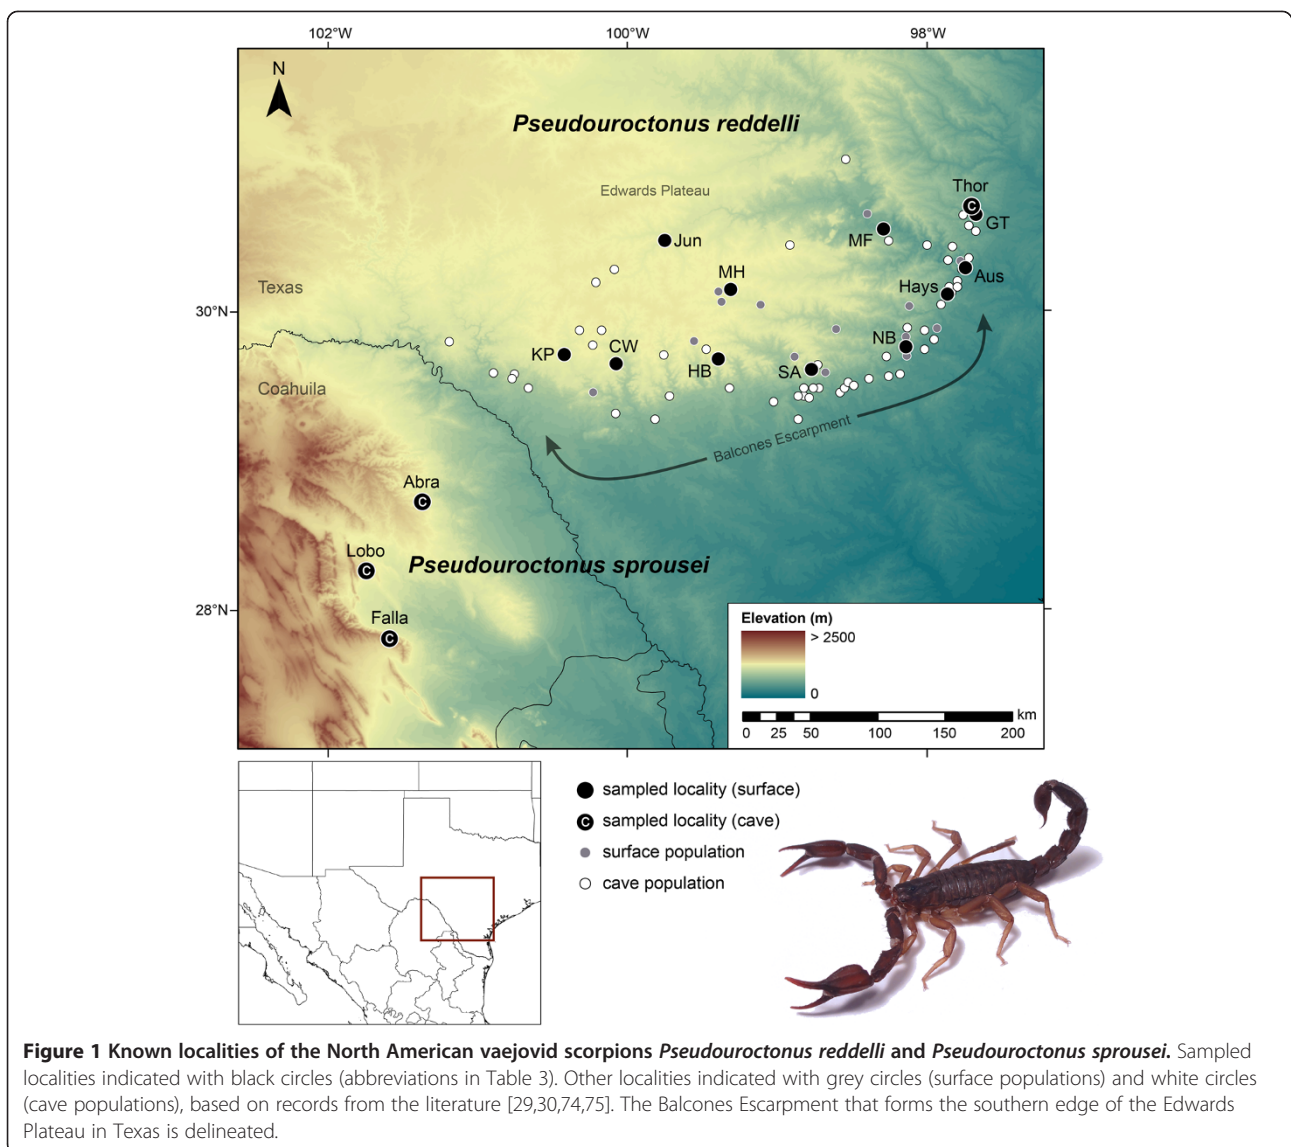 102°W 100°W 98°W
N
Pseudouroctonus reddelli
Edwards Plateau
Thor
C
GT
MF
Jun
MH
Aus
Hays
Texas
30°N
NB
CW
KP
HB
SA
Coahuila
Balcones Escarpment
Abra
C
Lobo
C
Pseudouroctonus sprousei
Falla
C
28°N
Elevation (m)
> 2500
0
km
0 25 50 100 150 200
sampled locality (surface)
C sampled locality (cave)
surface population
cave population
Figure 1 Known localities of the North American vaejovid scorpions Pseudouroctonus reddelli and Pseudouroctonus sprousei. Sampled
localities indicated with black circles (abbreviations in Table 3). Other localities indicated with grey circles (surface populations) and white circles
(cave populations), based on records from the literature [29,30,74,75]. The Balcones Escarpment that forms the southern edge of the Edwards
Plateau in Texas is delineated.